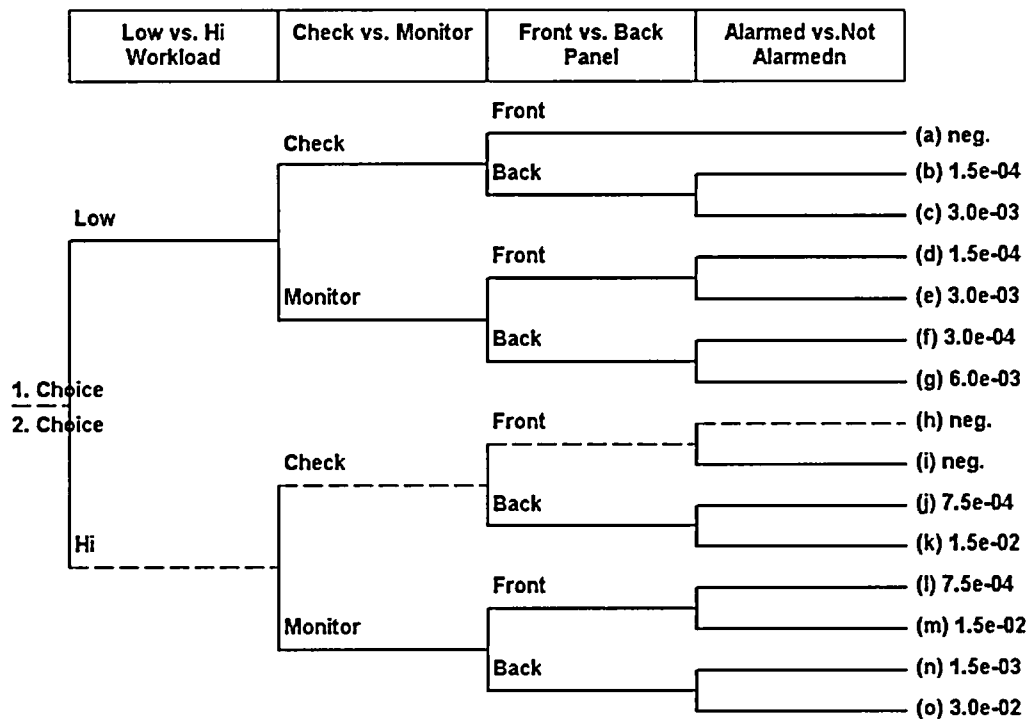 Low vs. Hi
Workload
Check vs. Monitor
Front vs. Back
Panel
Alarmed vs.Not
Alarmedn
Front
(a) neg.
Check
Back
(b) 1.5e-04
(c) 3.0e-03
Low
Front
(d) 1.5e-04
(e) 3.0e-03
Monitor
Back
(f) 3.0e-04
(g) 6.0e-03
1. Choice
2. Choice
Front
(h) neg.
Check
(i) neg.
Back
(j) 7.5e-04
(k) 1.5e-02
Hi
Front
(l) 7.5e-04
(m) 1.5e-02
Monitor
Back
(n) 1.5e-03
(o) 3.0e-02